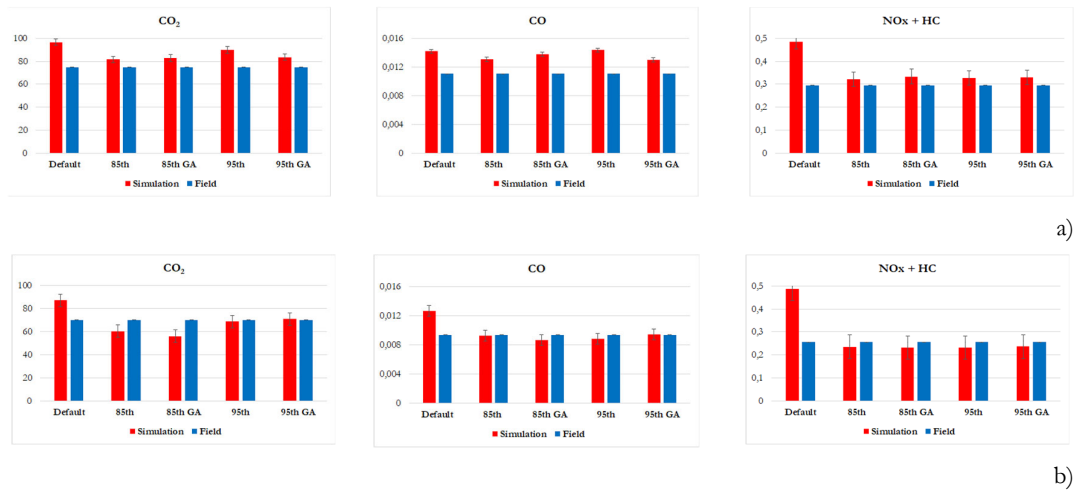 CO₂
100
80
60
40
20
0
Default 85th 85th GA 95th 95th GA
Simulation Field
CO
0,016
0,012
0,008
0,004
0
Default 85th 85th GA 95th 95th GA
Simulation Field
NOx + HC
0,5
0,4
0,3
0,2
0,1
0
Default 85th 85th GA 95th 95th GA
Simulation Field
a)
CO₂
100
80
60
40
20
0
Default 85th 85th GA 95th 95th GA
Simulation Field
CO
0,016
0,012
0,008
0,004
0
Default 85th 85th GA 95th 95th GA
Simulation Field
NOx + HC
0,5
0,4
0,3
0,2
0,1
0
Default 85th 85th GA 95th 95th GA
Simulation Field
b)